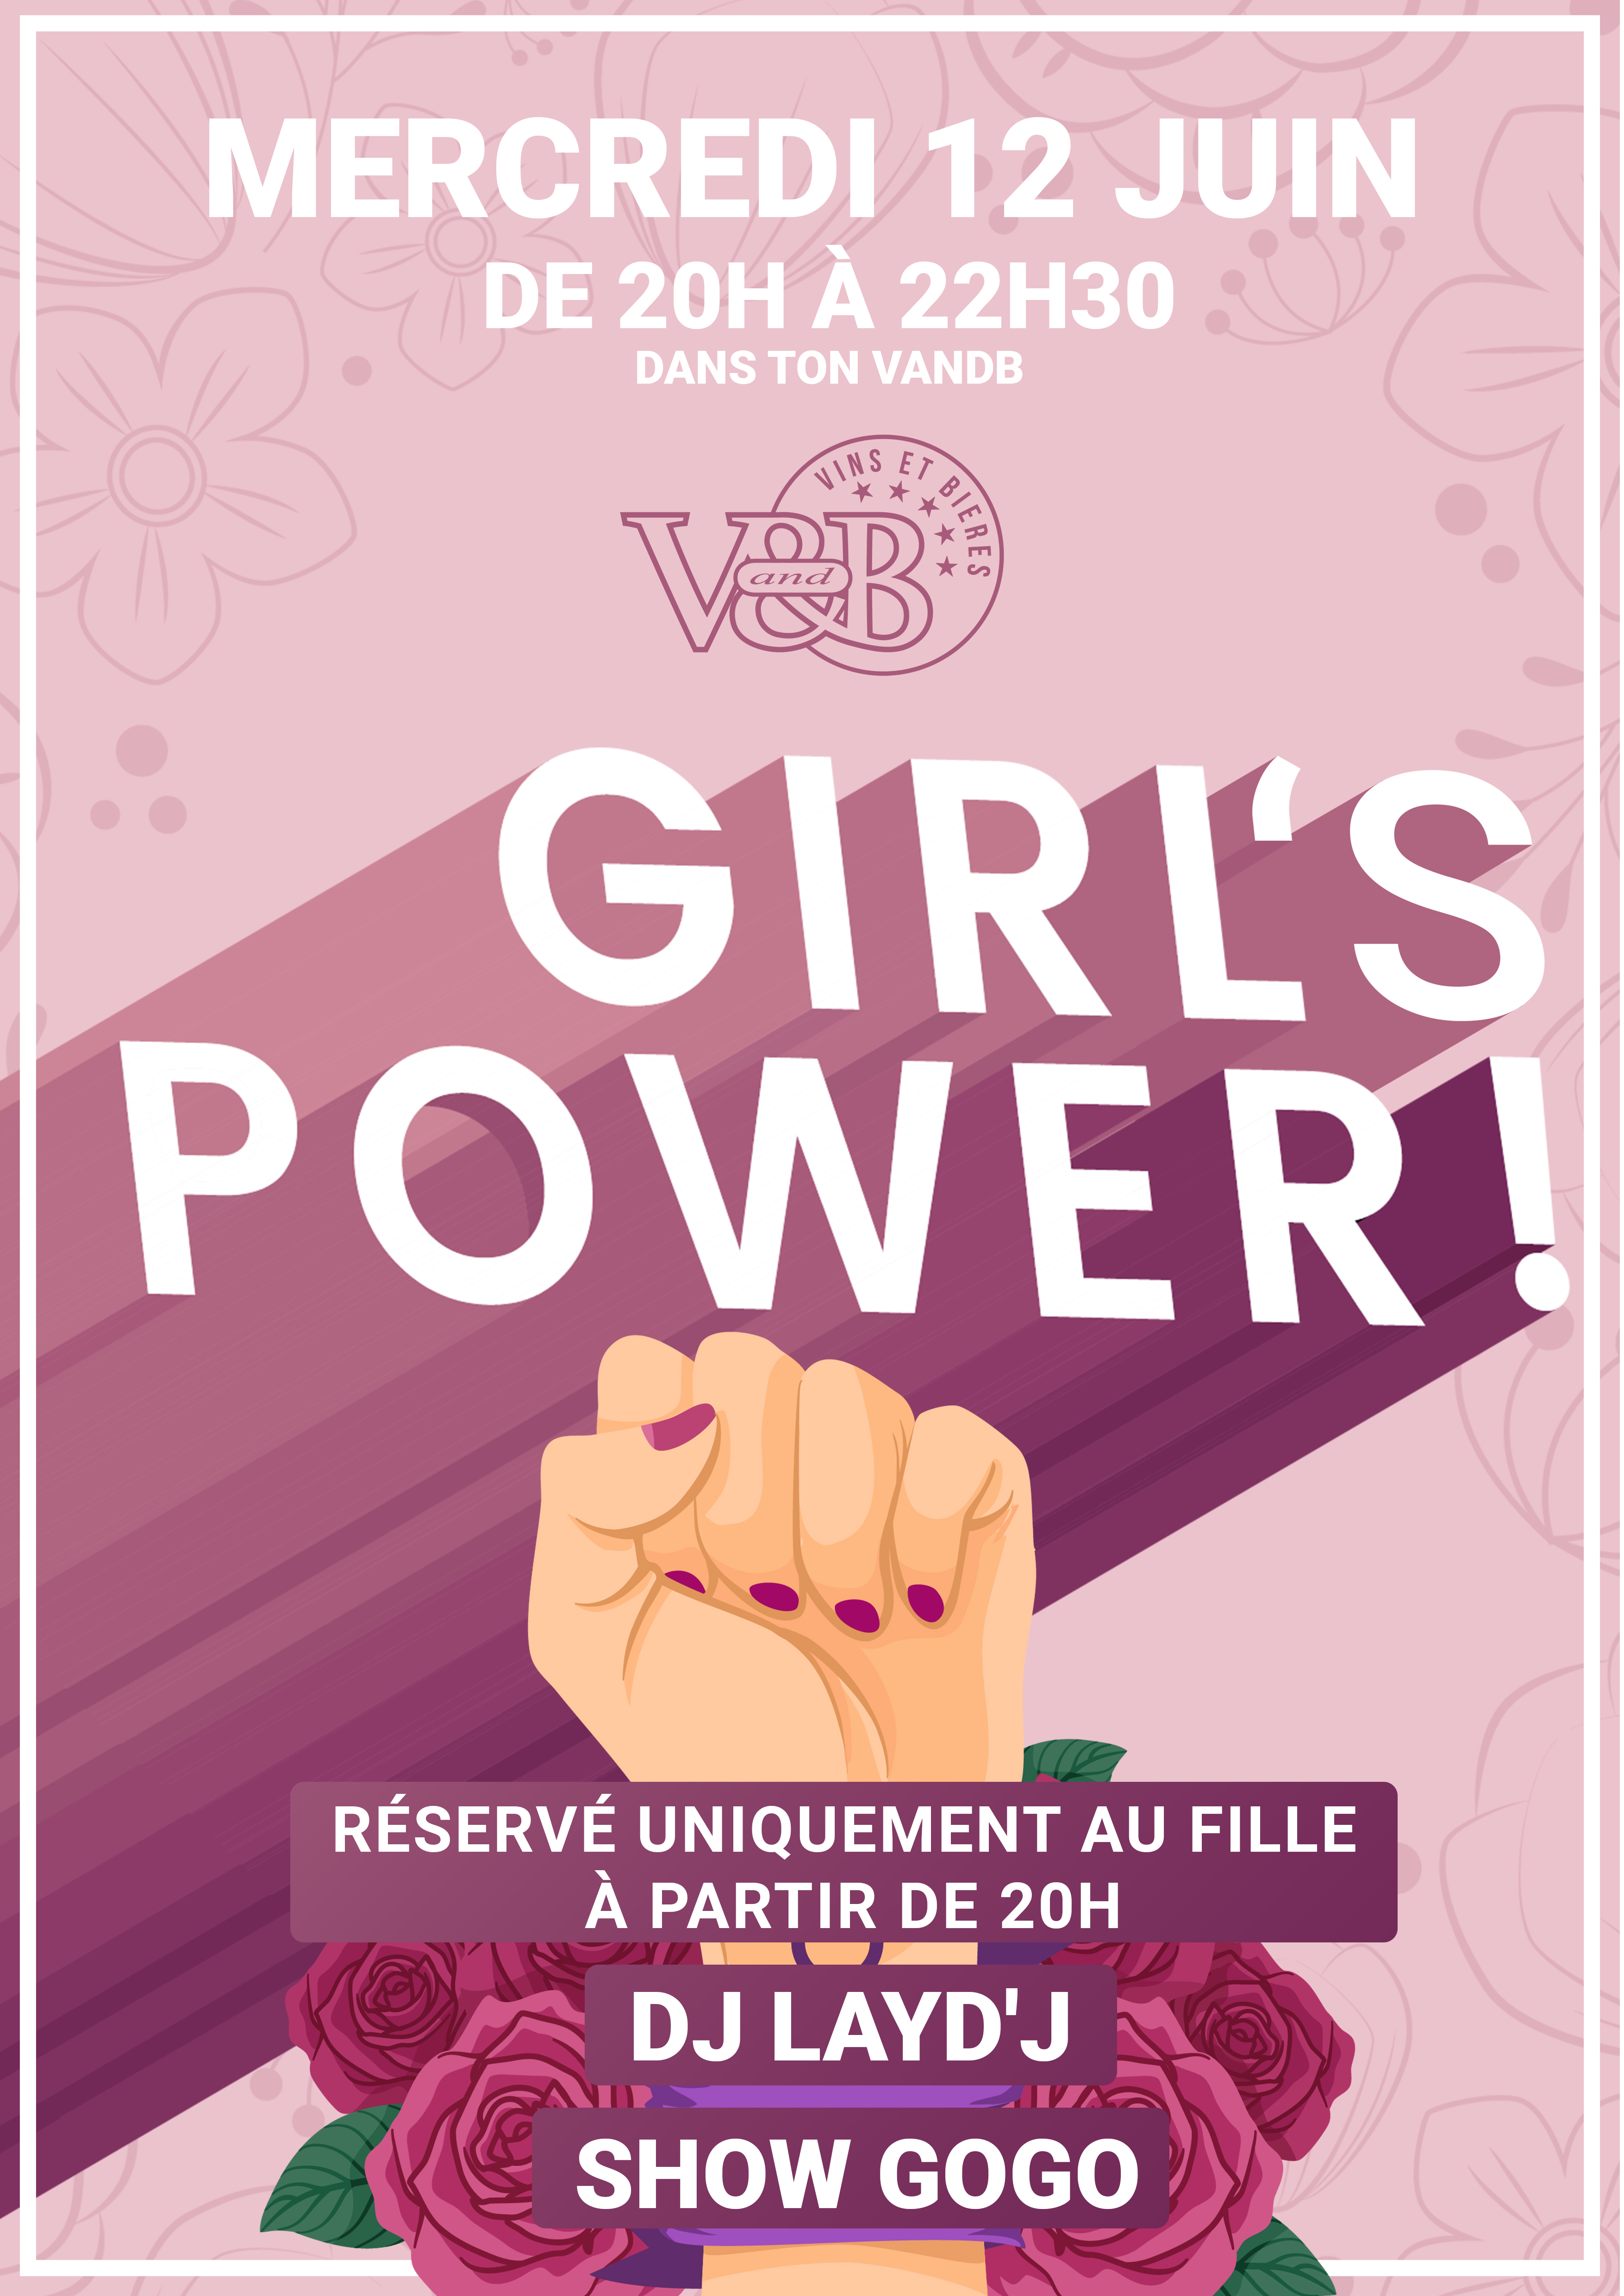 MERCREDI 12 JUIN
DE 20H À 22H30
DANS TON VANDB
VINS ET BIERES
V&B
and
GIRL‘S
POWER!
RÉSERVÉ UNIQUEMENT AU FILLE
À PARTIR DE 20H
DJ LAYD'J
SHOW GOGO